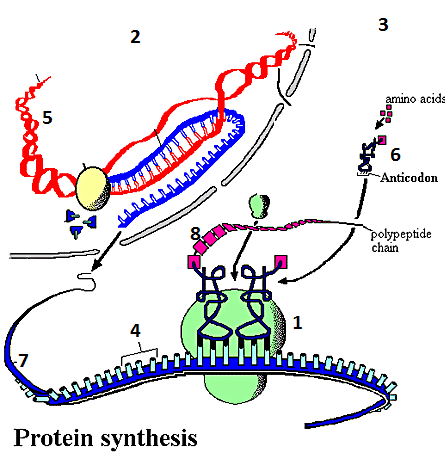 2
3
5
amino acids
6
Anticodon
8
polypeptide
chain
1
4
7
Protein synthesis